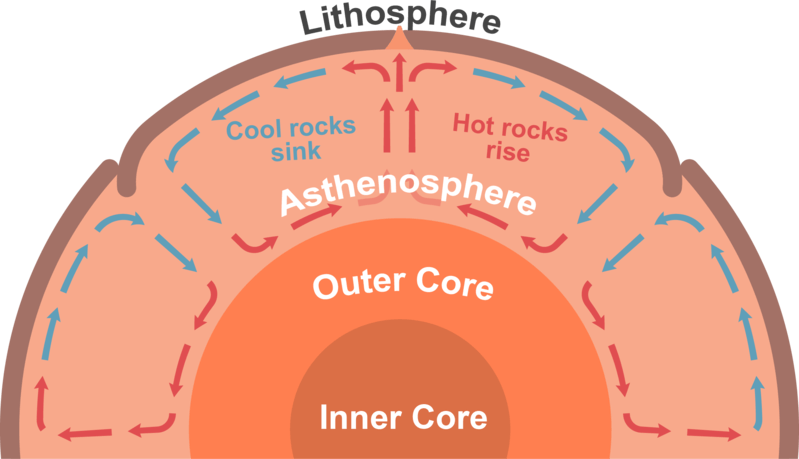 Lithosphere
Cool rocks
sink
Hot rocks
rise
Asthenosphere
Outer Core
Inner Core